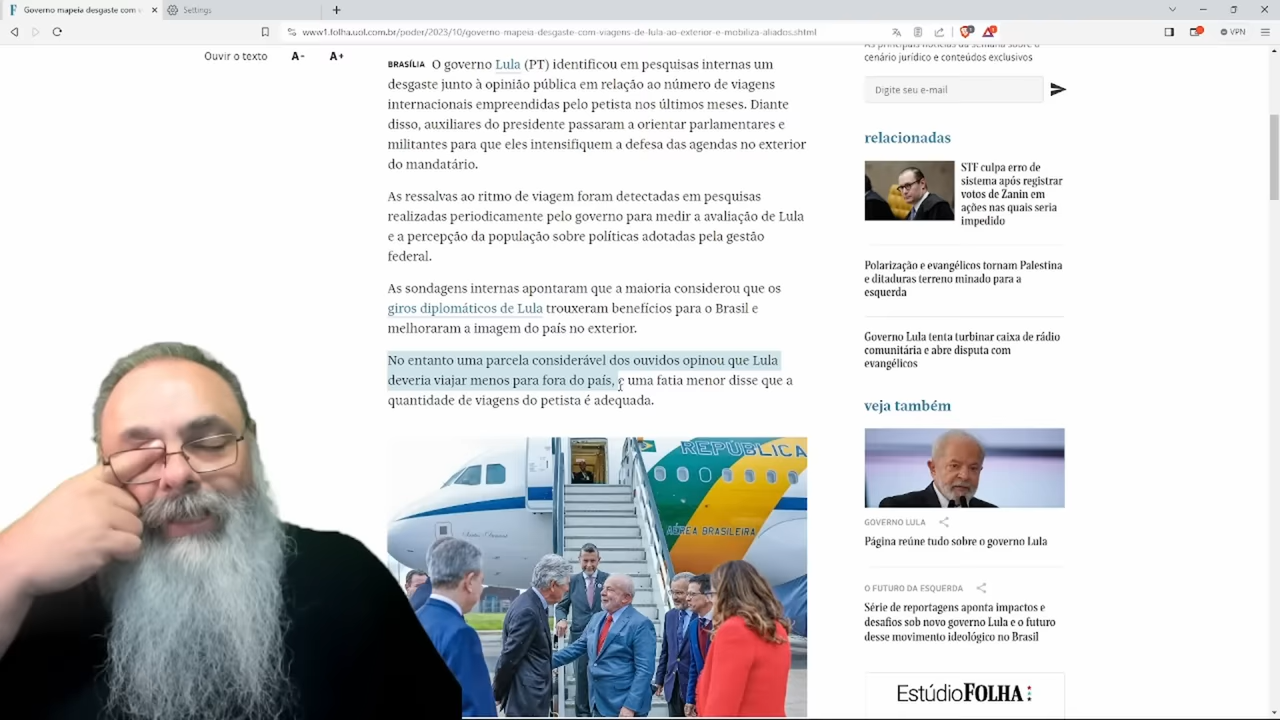 Governo mapeia desgaste com v
Settings
www1.folha.uol.com.br/poder/2023/10/governo-mapeia-desgaste-com-viagens-de-lula-ao-exterior-e-mobiliza-aliados.shtml
VPN
Ouvir o texto
A-
A+
BRASÍLIA O governo Lula (PT) identificou em pesquisas internas um
desgaste junto à opinião pública em relação ao número de viagens
internacionais empreendidas pelo petista nos últimos meses. Diante
disso, auxiliares do presidente passaram a orientar parlamentares e
militantes para que eles intensifiquem a defesa das agendas no exterior
do mandatário.
As ressalvas ao ritmo de viagem foram detectadas em pesquisas
realizadas periodicamente pelo governo para medir a avaliação de Lula
e a percepção da população sobre políticas adotadas pela gestão
federal.
As sondagens internas apontaram que a maioria considerou que os
giros diplomáticos de Lula trouxeram benefícios para o Brasil e
melhoraram a imagem do país no exterior.
No entanto uma parcela considerável dos ouvidos opinou que Lula
deveria viajar menos para fora do país, e uma fatia menor disse que a
quantidade de viagens do petista é adequada.
REPÚBLICA
AÉREA BRASILEIRA
As principais notícias da semana sobre o
cenário jurídico e conteúdos exclusivos
Digite seu e-mail
relacionadas
STF culpa erro de
sistema após registrar
votos de Zanin em
ações nas quais seria
impedido
Polarização e evangélicos tornam Palestina
e ditaduras terreno minado para a
esquerda
Governo Lula tenta turbinar caixa de rádio
comunitária e abre disputa com
evangélicos
veja também
GOVERNO LULA
Página reúne tudo sobre o governo Lula
O FUTURO DA ESQUERDA
Série de reportagens aponta impactos e
desafios sob novo governo Lula e o futuro
desse movimento ideológico no Brasil
EstúdioFOLHA